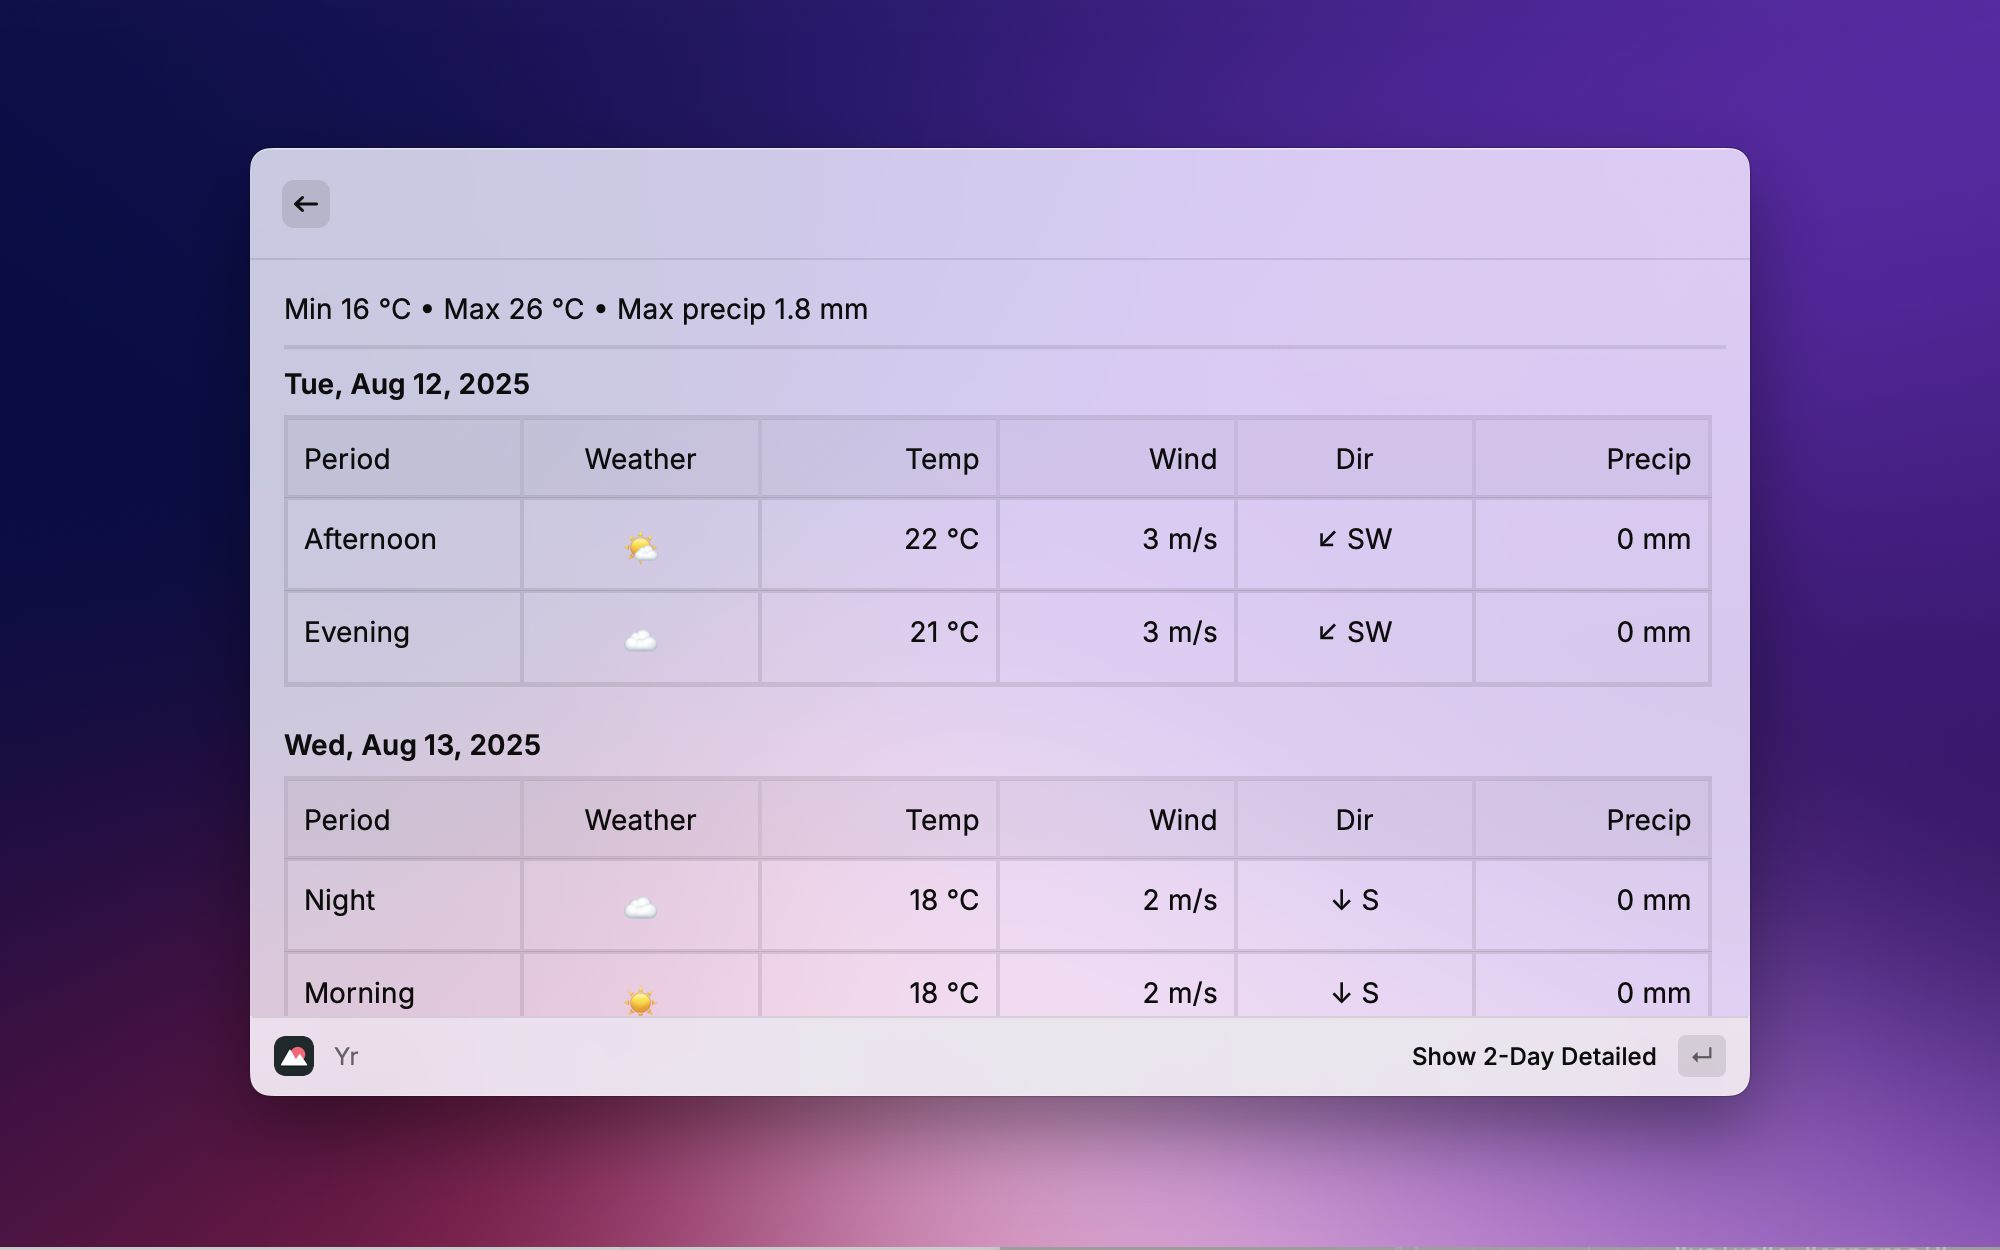 Min 16 °C • Max 26 °C • Max precip 1.8 mm
Tue, Aug 12, 2025
Period Weather Temp Wind Dir Precip
Afternoon 22 °C 3 m/s ↙ SW 0 mm
Evening 21 °C 3 m/s ↙ SW 0 mm
Wed, Aug 13, 2025
Period Weather Temp Wind Dir Precip
Night 18 °C 2 m/s ↓ S 0 mm
Morning 18 °C 2 m/s ↓ S 0 mm
Yr Show 2-Day Detailed